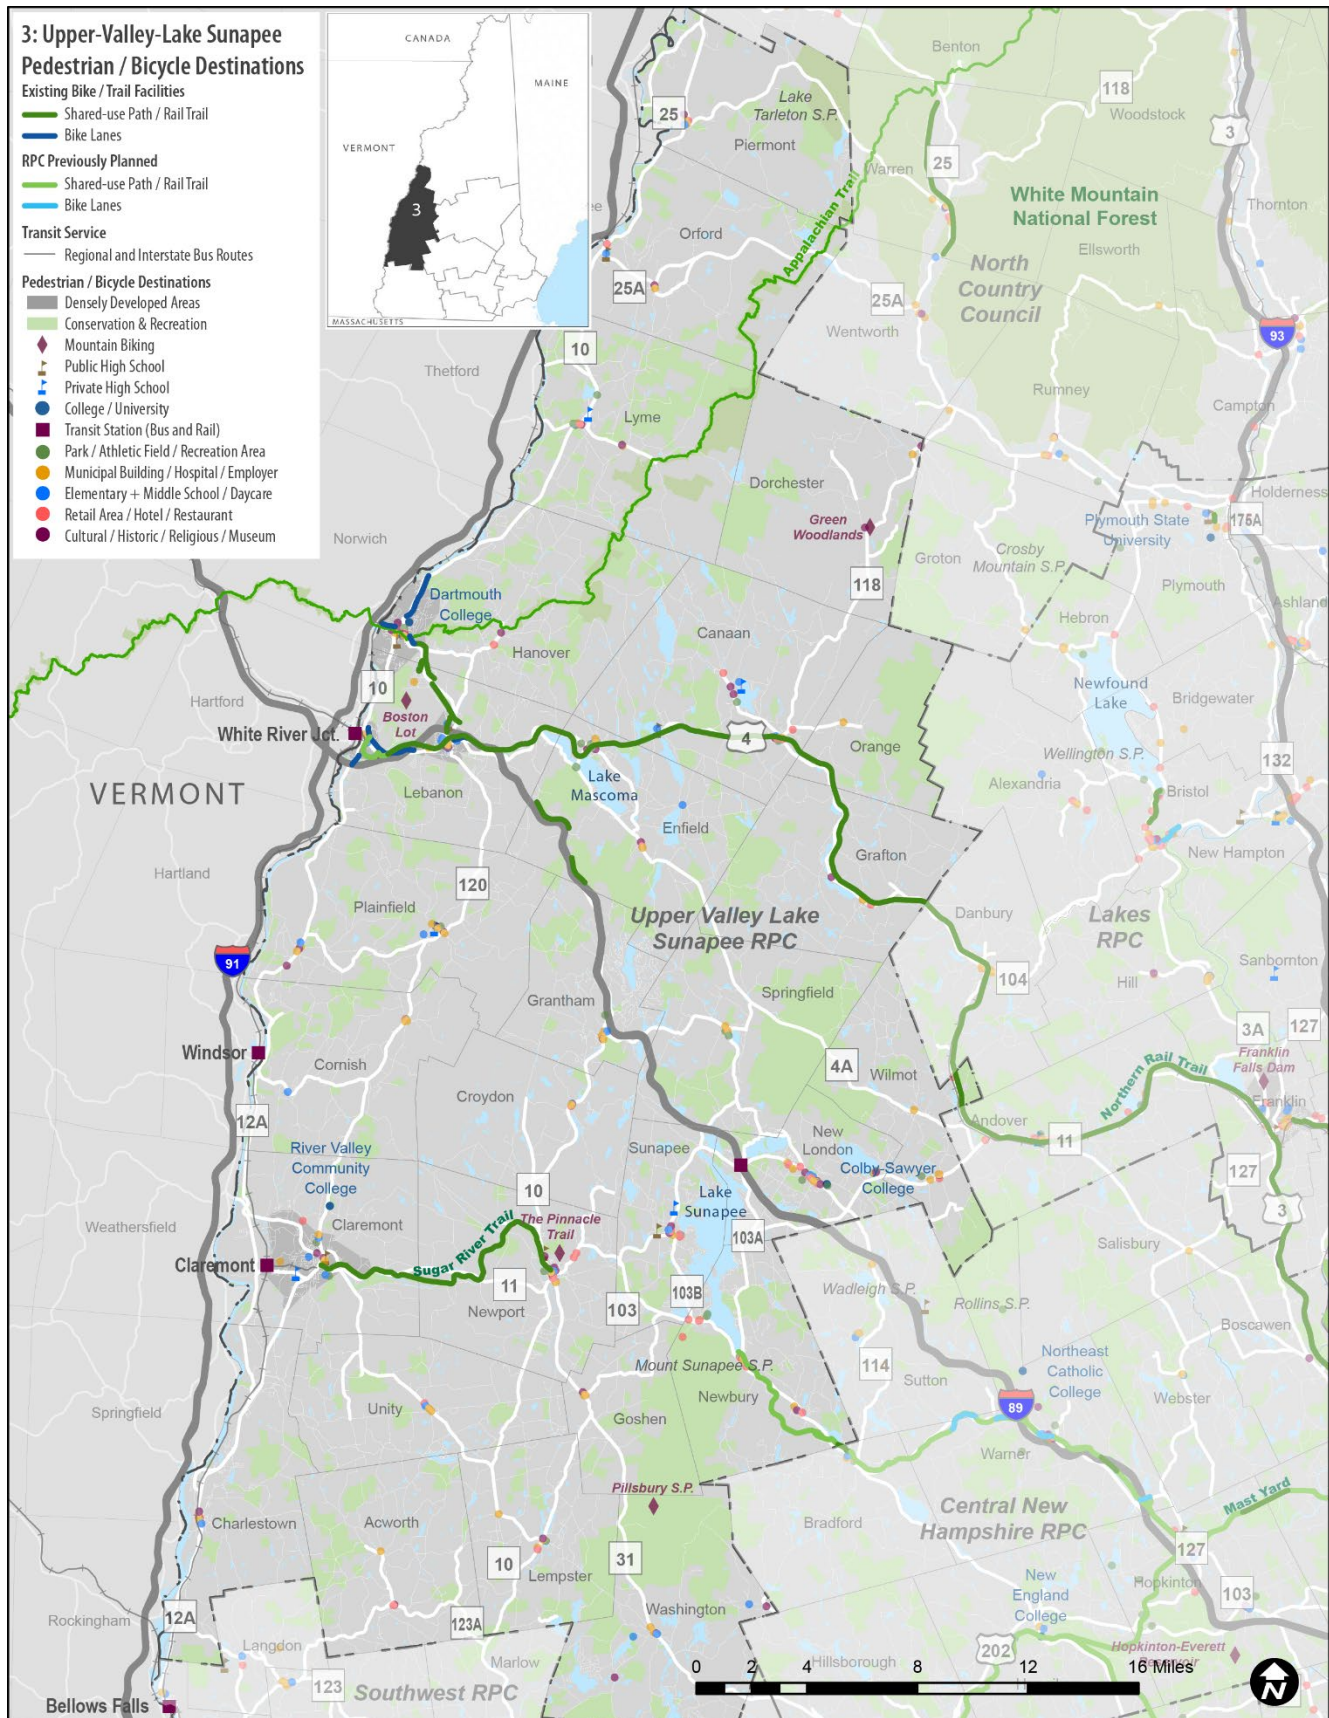 3: Upper-Valley-Lake Sunapee
Pedestrian / Bicycle Destinations
Existing Bike / Trail Facilities
Shared-use Path / Rail Trail
Bike Lanes
RPC Previously Planned
Shared-use Path / Rail Trail
Bike Lanes
Transit Service
Regional and Interstate Bus Routes
Pedestrian / Bicycle Destinations
Densely Developed Areas
Conservation & Recreation
Mountain Biking
Public High School
Private High School
College / University
Transit Station (Bus and Rail)
Park / Athletic Field / Recreation Area
Municipal Building / Hospital / Employer
Elementary + Middle School / Daycare
Retail Area / Hotel / Restaurant
Cultural / Historic / Religious / Museum
CANADA
MAINE
VERMONT
3
MASSACHUSETTS
Benton
118
Woodstock
3
Lake
Tarleton S.P.
25
Piermont
Warren
25
White Mountain
National Forest
Thornton
Orford
Appalachian Trail
Ellsworth
North
Country
Council
25A
25A
Wentworth
93
10
Thetford
Rumney
Campton
Lyme
Dorchester
Holderness
Green
Woodlands
Plymouth State
University
175A
Norwich
Groton
Crosby
Mountain S.P.
118
Plymouth
Ashland
Dartmouth
College
Hebron
Canaan
Hanover
Newfound
Lake
Bridgewater
Hartford
10
Boston
Lot
White River Jct.
4
Orange
Wellington S.P.
132
VERMONT
Lebanon
Lake
Mascoma
Alexandria
Bristol
Enfield
Grafton
New Hampton
Hartland
120
Plainfield
Upper Valley Lake
Sunapee RPC
Danbury
Lakes
RPC
91
104
Hill
Sanbornton
Grantham
Springfield
3A
127
Windsor
Cornish
4A
Wilmot
Northern Rail Trail
Franklin
Falls Dam
Franklin
Croydon
12A
Andover
11
River Valley
Community
College
Sunapee
New
London
Colby-Sawyer
College
127
10
Lake
Sunapee
3
Weathersfield
Claremont
The Pinnacle
Trail
103A
Salisbury
Claremont
Sugar River Trail
11
Newport
103
103B
Wadleigh S.P.
Rollins S.P.
Boscawen
Mount Sunapee S.P.
114
Northeast
Catholic
College
Sutton
Webster
Newbury
89
Springfield
Unity
Goshen
Warner
Pillsbury S.P.
Mast Yard
Central New
Hampshire RPC
Charlestown
Acworth
Bradford
127
10
31
Lempster
New
England
College
Hopkinton
103
Rockingham
12A
123A
Washington
202
Langdon
Marlow
Hillsborough
Hopkinton-Everett
Reservoir
123
Southwest RPC
0 2 4 8 12 16 Miles
N
Bellows Falls